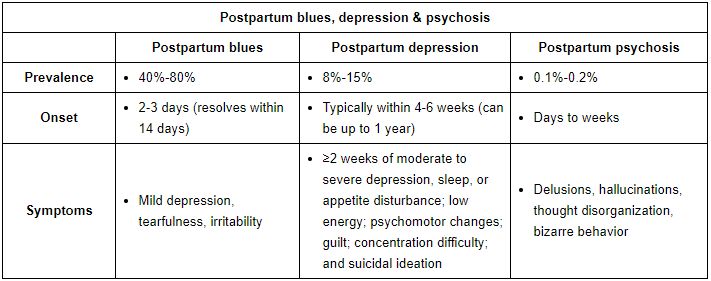 Postpartum blues, depression & psychosis
Postpartum blues
Postpartum depression
Postpartum psychosis
Prevalence
• 40%-80%
• 8%-15%
• 0.1%-0.2%
Onset
• 2-3 days (resolves within
14 days)
• Typically within 4-6 weeks (can
be up to 1 year)
• Days to weeks
Symptoms
• Mild depression,
tearfulness, irritability
• ≥2 weeks of moderate to
severe depression, sleep, or
appetite disturbance; low
energy; psychomotor changes;
guilt; concentration difficulty;
and suicidal ideation
• Delusions, hallucinations,
thought disorganization,
bizarre behavior